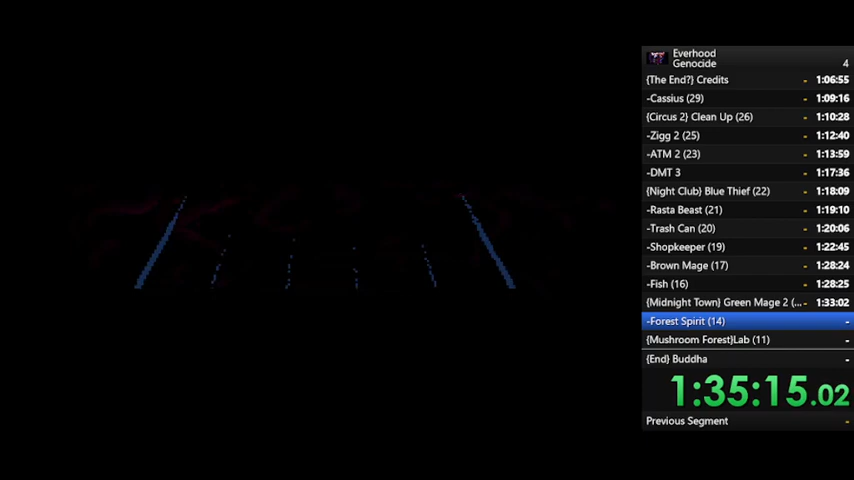 Everhood
Genocide 4
{The End?} Credits - 1:06:55
-Cassius (29) - 1:09:16
{Circus 2} Clean Up (26) - 1:10:28
-Zigg 2 (25) - 1:12:40
-ATM 2 (23) - 1:13:59
-DMT 3 - 1:17:36
{Night Club} Blue Thief (22) - 1:18:09
-Rasta Beast (21) - 1:19:10
-Trash Can (20) - 1:20:06
-Shopkeeper (19) - 1:22:45
-Brown Mage (17) - 1:28:24
-Fish (16) - 1:28:25
{Midnight Town} Green Mage 2 (... - 1:33:02
-Forest Spirit (14) -
{Mushroom Forest}Lab (11) -
{End} Buddha -
1:35:15.02
Previous Segment -